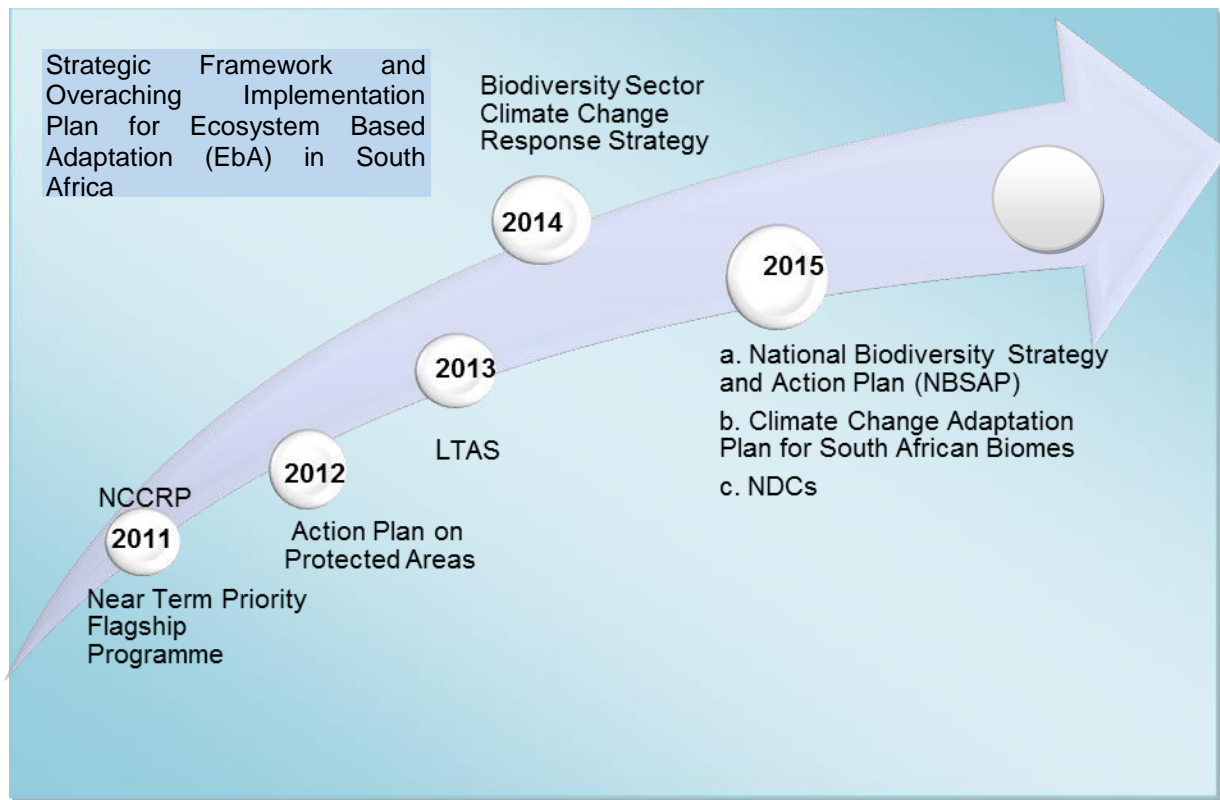 Strategic Framework and
Overaching Implementation
Plan for Ecosystem Based
Adaptation (EbA) in South
Africa
Biodiversity Sector
Climate Change
Response Strategy
2014
2015
a. National Biodiversity Strategy
and Action Plan (NBSAP)
b. Climate Change Adaptation
Plan for South African Biomes
c. NDCs
2013
LTAS
2012
Action Plan on
Protected Areas
NCCRP
2011
Near Term Priority
Flagship
Programme